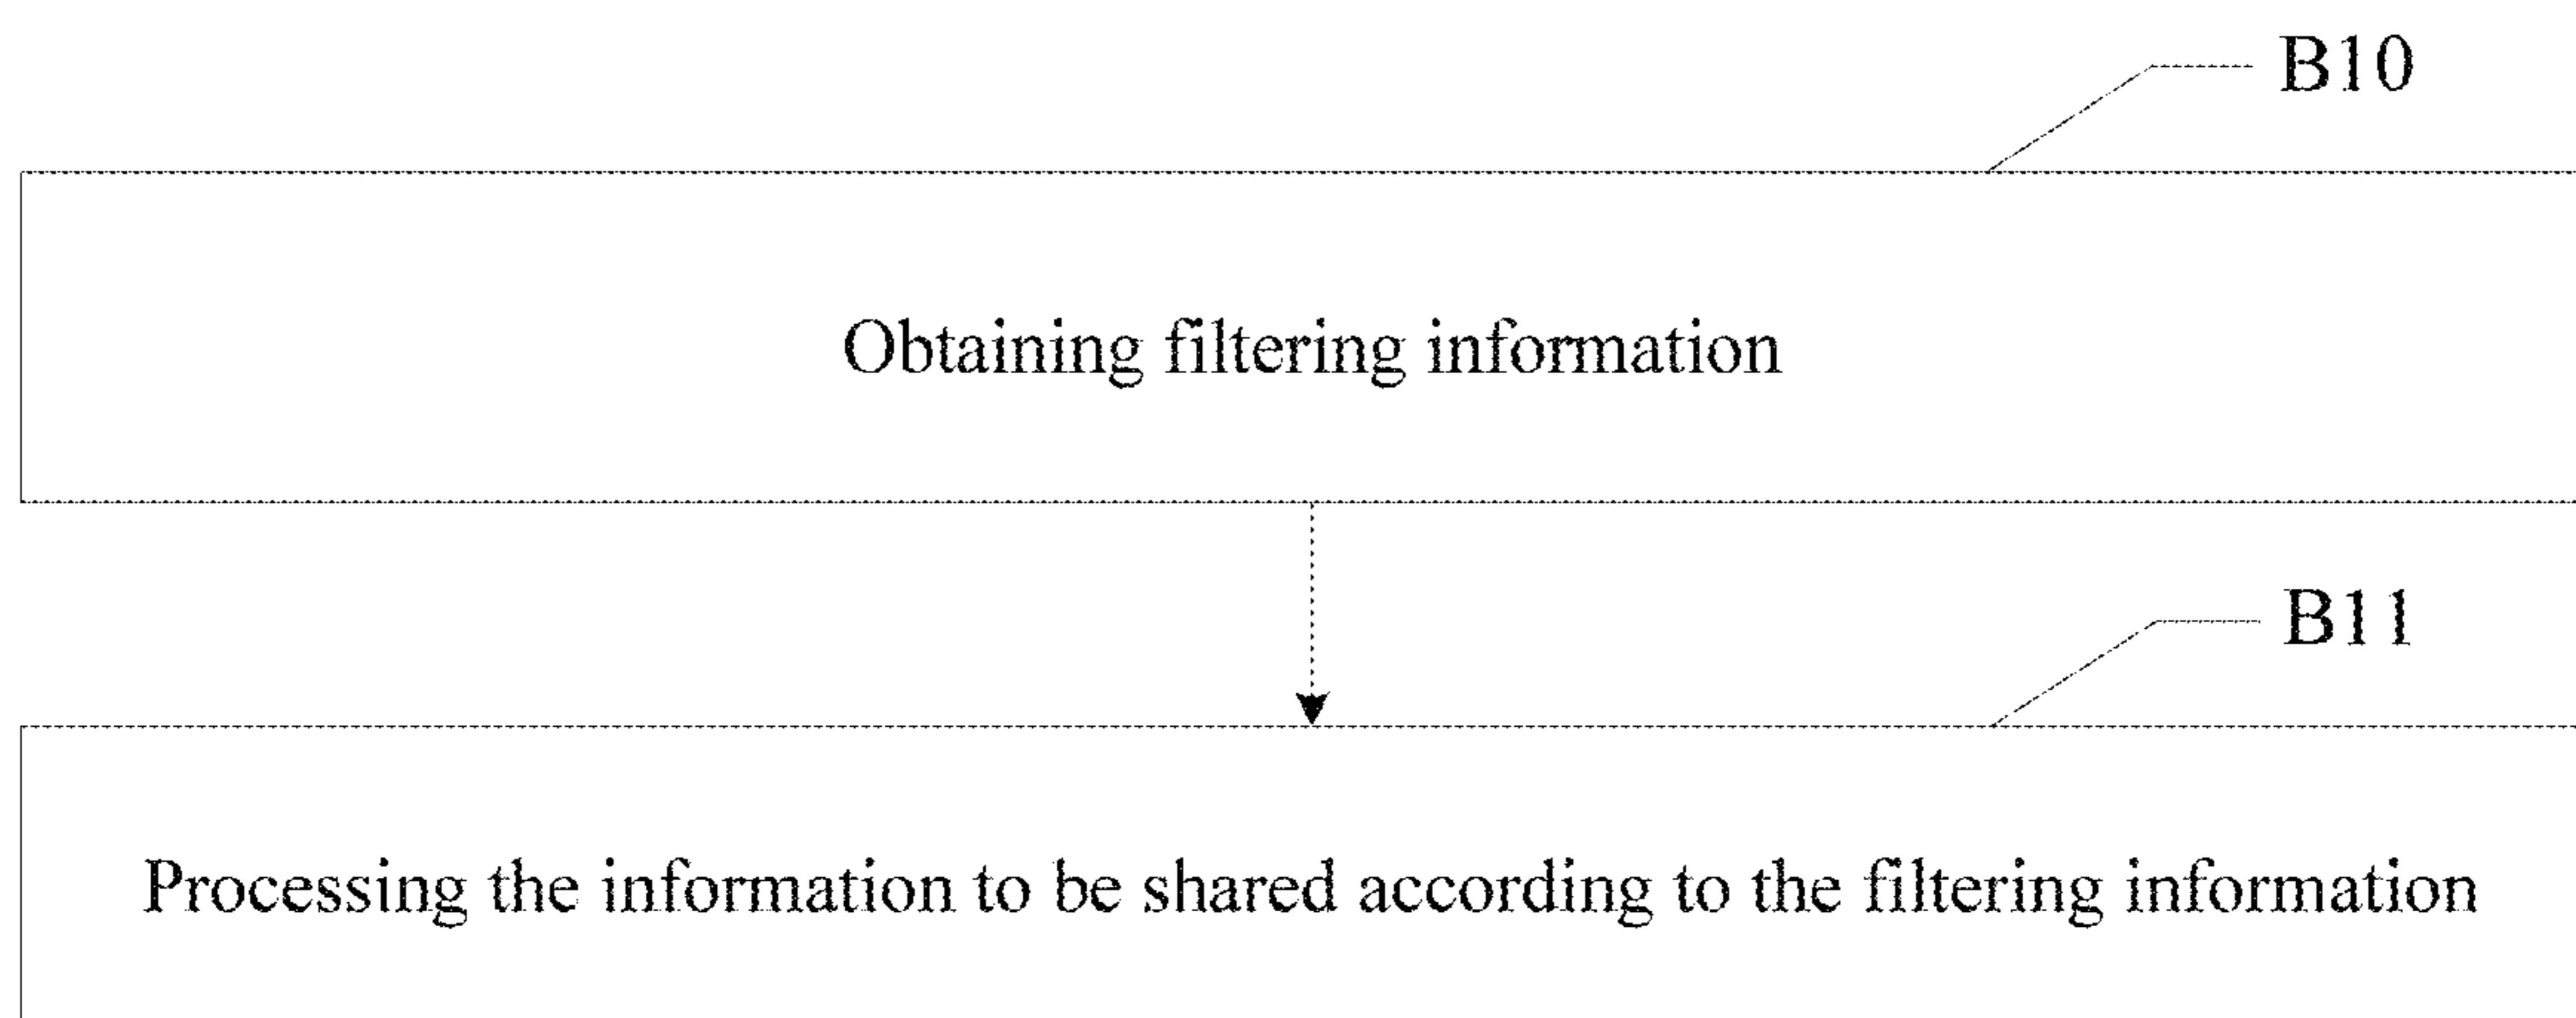 B10
Obtaining filtering information
B11
Processing the information to be shared according to the filtering information